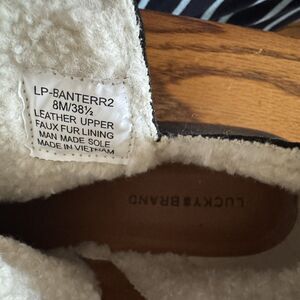 LP-BANTERR2
8M/38½
LEATHER UPPER
FAUX FUR LINING
MAN MADE SOLE
MADE IN VIETNAM
LUCKY BRAND